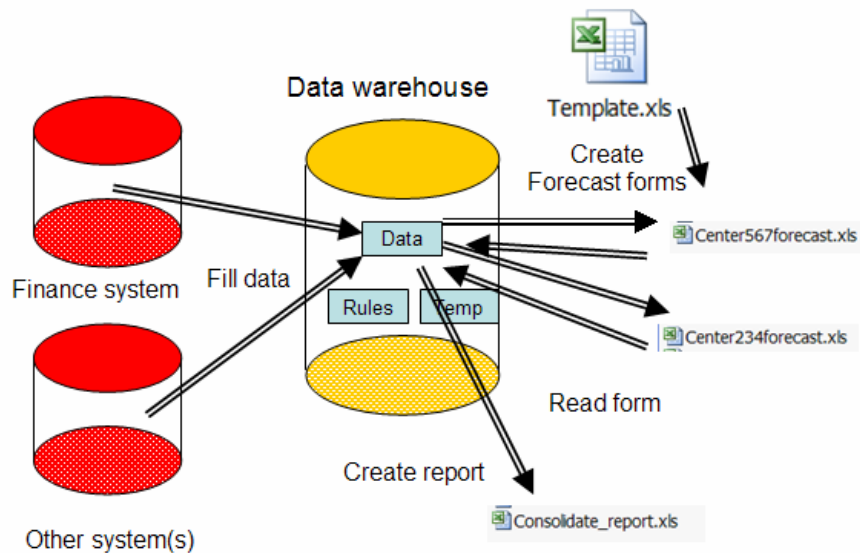 Data warehouse
Template.xls
Create
Forecast forms
Data
Center567forecast.xls
Finance system
Fill data
Rules
Temp
Center234forecast.xls
Read form
Create report
Consolidate_report.xls
Other system(s)